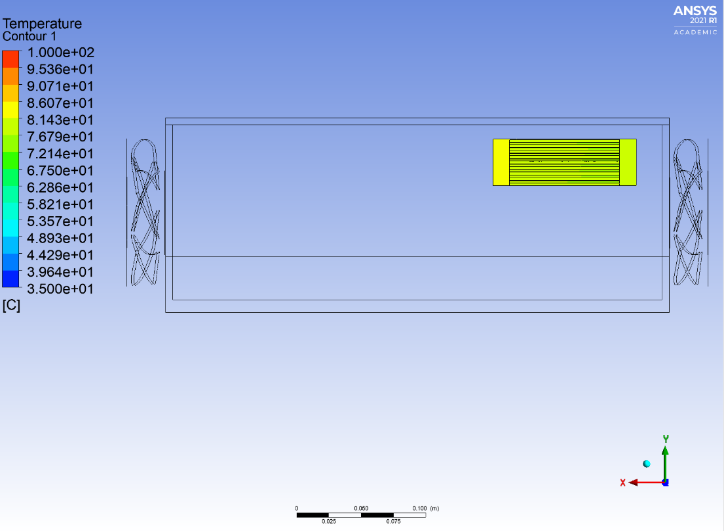 ANSYS
2021 R1
ACADEMIC
Temperature
Contour 1
1.000e+02
9.536e+01
9.071e+01
8.607e+01
8.143e+01
7.679e+01
7.214e+01
6.750e+01
6.286e+01
5.821e+01
5.357e+01
4.893e+01
4.429e+01
3.964e+01
3.500e+01
[C]
Y
X
0 0.050 0.100 (m)
0.025 0.075